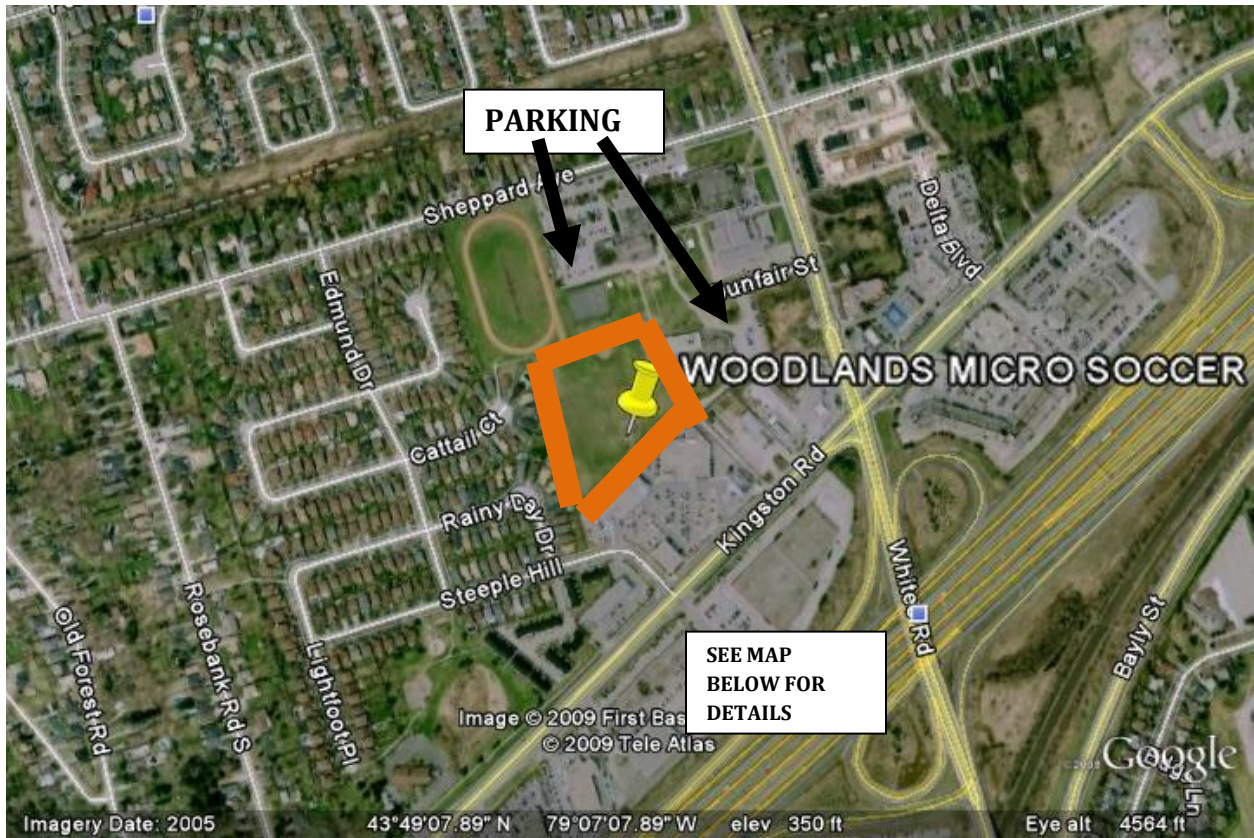 PARKING
Sheppard Ave
Delta Blvd
Edmund Dr
unfair St
WOODLANDS MICRO SOCCER
Cattail Ct
Kingston Rd
Rainy Day Dr
Steeple Hill
Whites Rd
Bayly St
Old Forest Rd
Rosebank Rd S
Lightfoot Pl
SEE MAP
BELOW FOR
DETAILS
Image © 2009 First Bas
© 2009 Tele Atlas
Google
Imagery Date: 2005 43°49'07.89" N 79°07'07.89" W elev 350 ft Eye alt 4564 ft